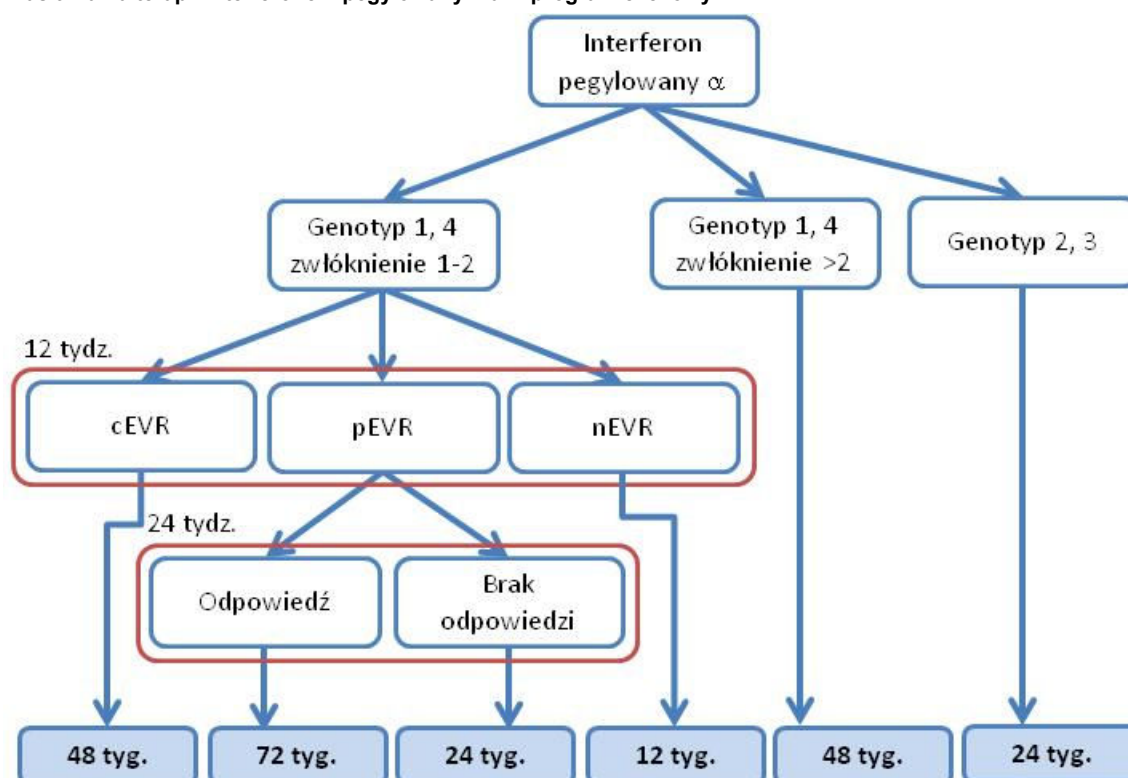 Interferon
pegylowany α
Genotyp 1, 4
zwłóknienie 1-2
Genotyp 1, 4
zwłóknienie >2
Genotyp 2, 3
12 tydz.
cEVR
pEVR
nEVR
24 tydz.
Odpowiedź
Brak
odpowiedzi
48 tyg.
72 tyg.
24 tyg.
12 tyg.
48 tyg.
24 tyg.